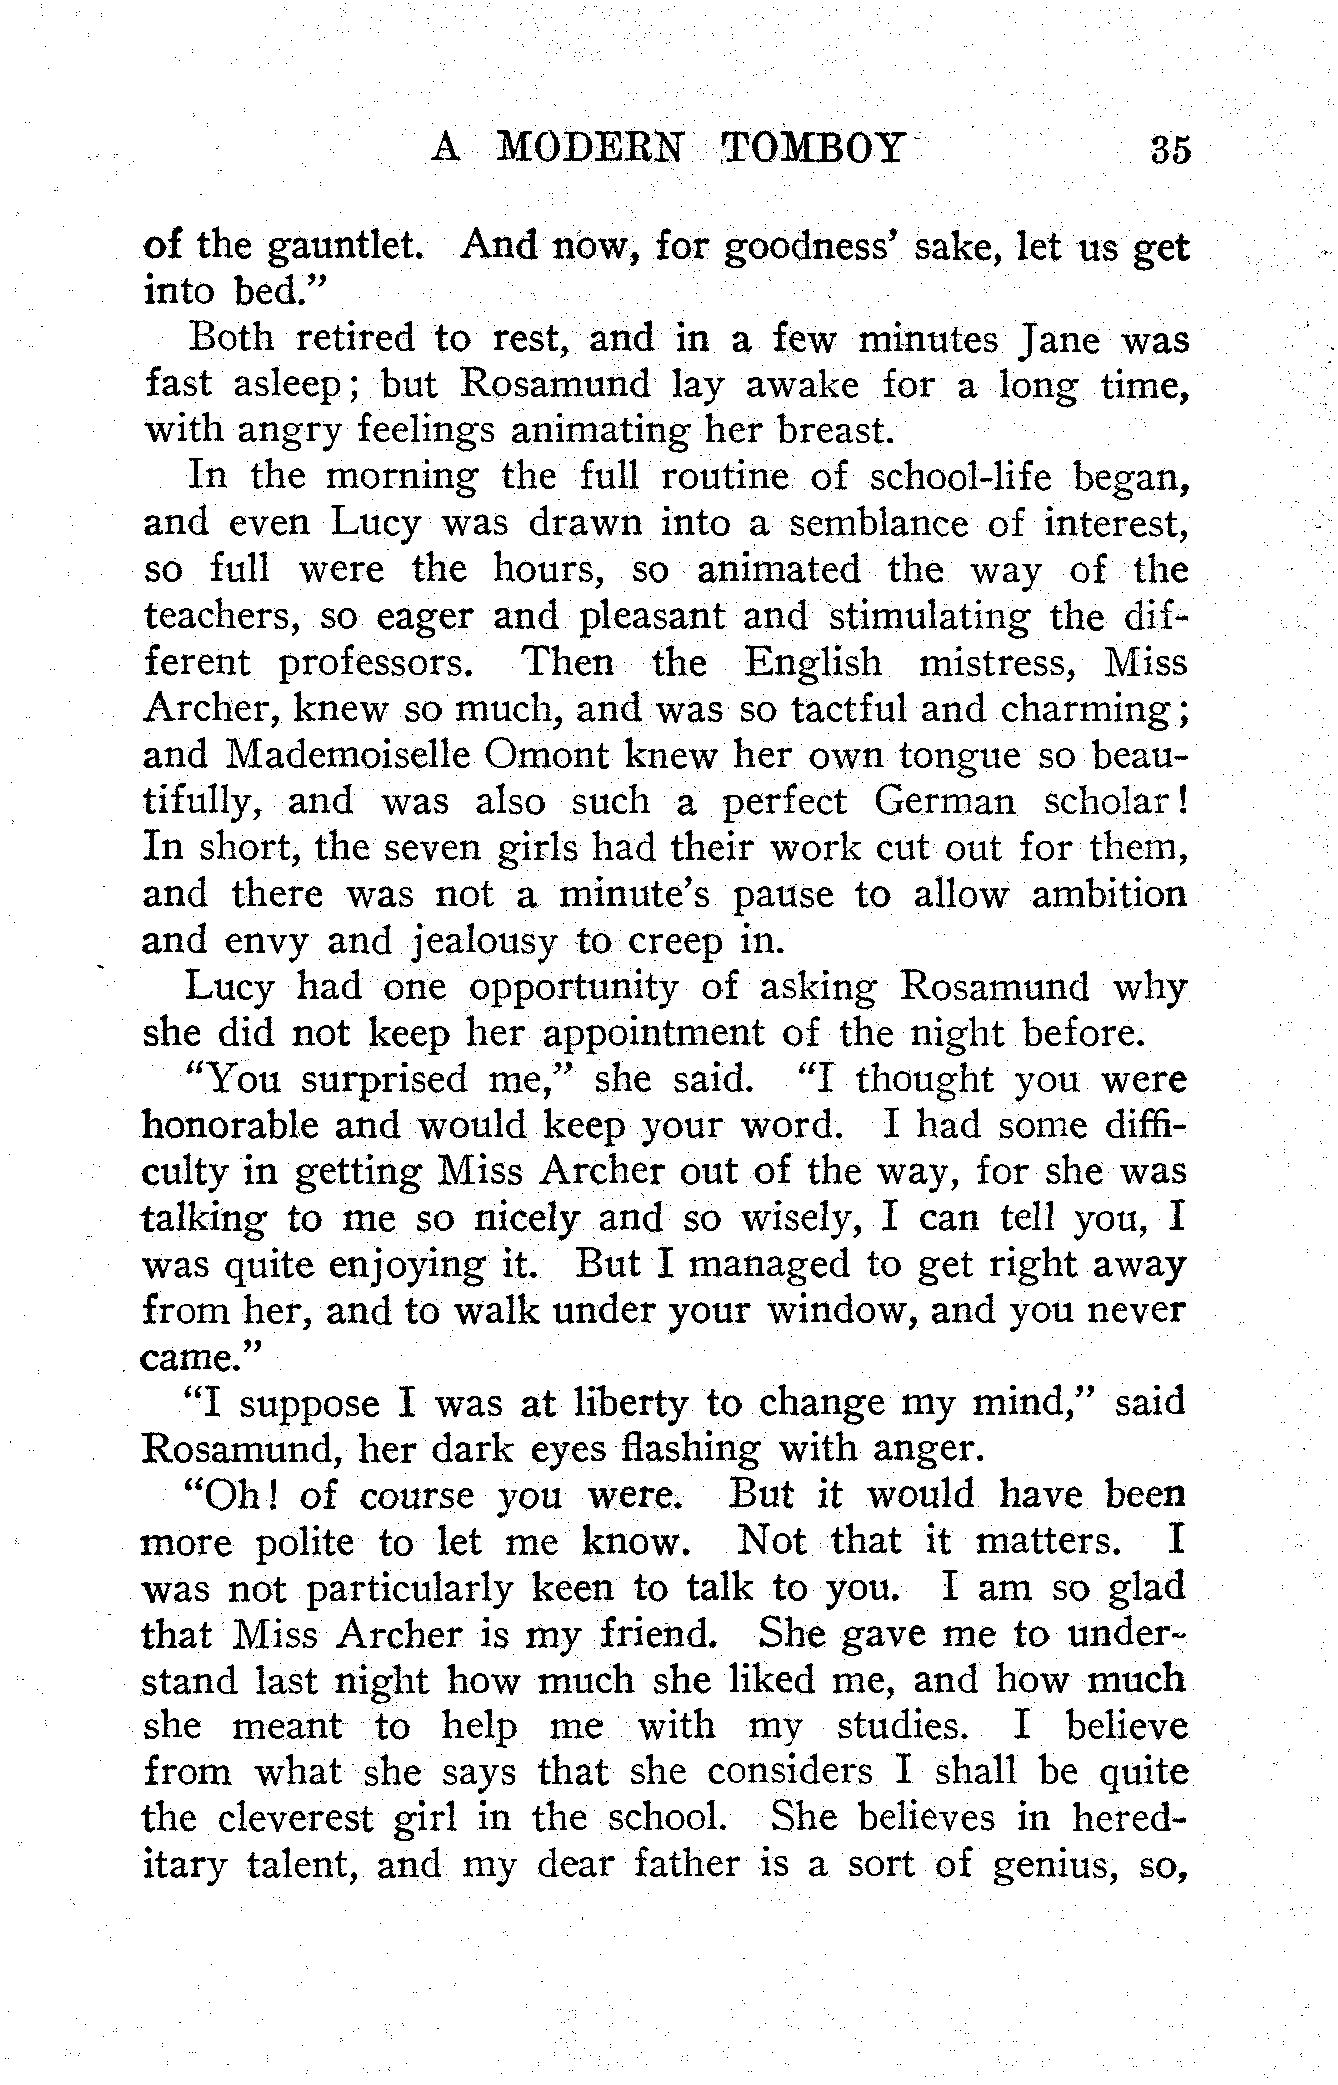 A MODERN TOMBOY 35
of the gauntlet. And now, for goodness' sake, let us get
into bed."
Both retired to rest, and in a few minutes Jane was
fast asleep; but Rosamund lay awake for a long time,
with angry feelings animating her breast.
In the morning the full routine of school-life began,
and even Lucy was drawn into a semblance of interest,
so full were the hours, so animated the way of the
teachers, so eager and pleasant and stimulating the dif-
ferent professors. Then the English mistress, Miss
Archer, knew so much, and was so tactful and charming;
and Mademoiselle Omont knew her own tongue so beau-
tifully, and was also such a perfect German scholar!
In short, the seven girls had their work cut out for them,
and there was not a minute's pause to allow ambition
and envy and jealousy to creep in.
Lucy had one opportunity of asking Rosamund why
she did not keep her appointment of the night before.
"You surprised me," she said. "I thought you were
honorable and would keep your word. I had some diffi-
culty in getting Miss Archer out of the way, for she was
talking to me so nicely and so wisely, I can tell you, I
was quite enjoying it. But I managed to get right away
from her, and to walk under your window, and you never
came."
"I suppose I was at liberty to change my mind," said
Rosamund, her dark eyes flashing with anger.
"Oh! of course you were. But it would have been
more polite to let me know. Not that it matters. I
was not particularly keen to talk to you. I am so glad
that Miss Archer is my friend. She gave me to under-
stand last night how much she liked me, and how much
she meant to help me with my studies. I believe
from what she says that she considers I shall be quite
the cleverest girl in the school. She believes in hered-
itary talent, and my dear father is a sort of genius, so,